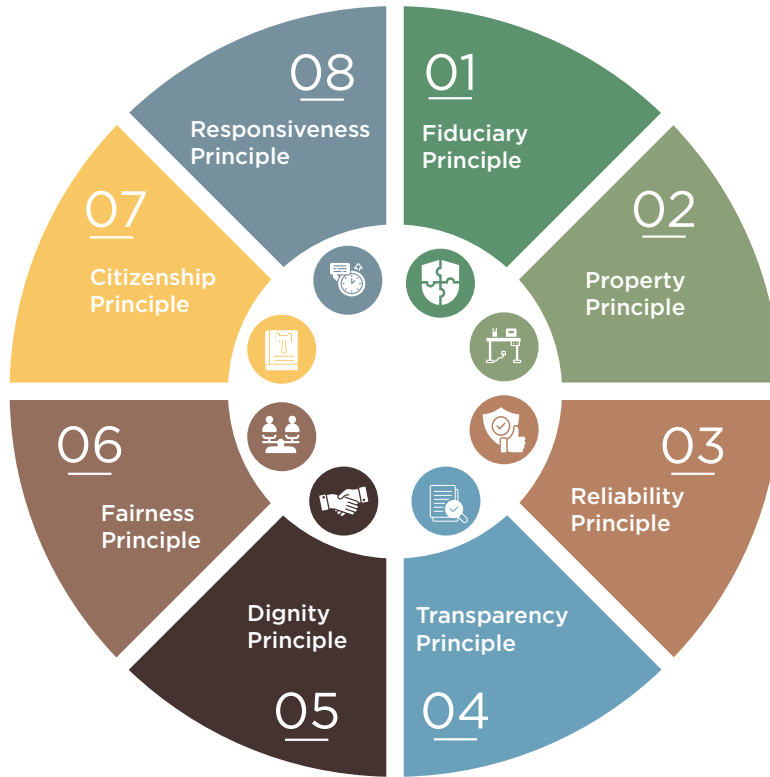 01
Fiduciary
Principle
02
Property
Principle
03
Reliability
Principle
Transparency
Principle
04
Dignity
Principle
05
06
Fairness
Principle
07
Citizenship
Principle
08
Responsiveness
Principle